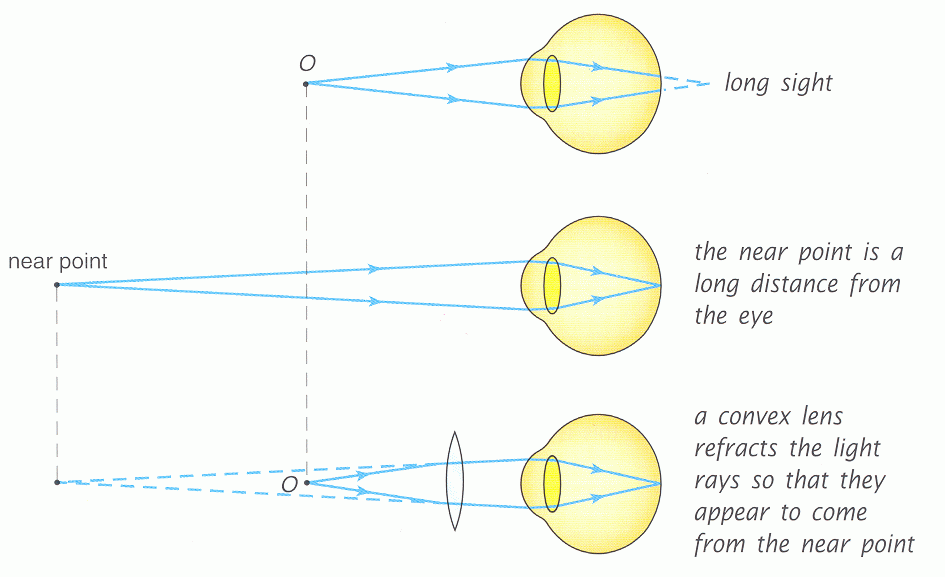 O
long sight
near point
the near point is a
long distance from
the eye
a convex lens
refracts the light
rays so that they
appear to come
from the near point
O